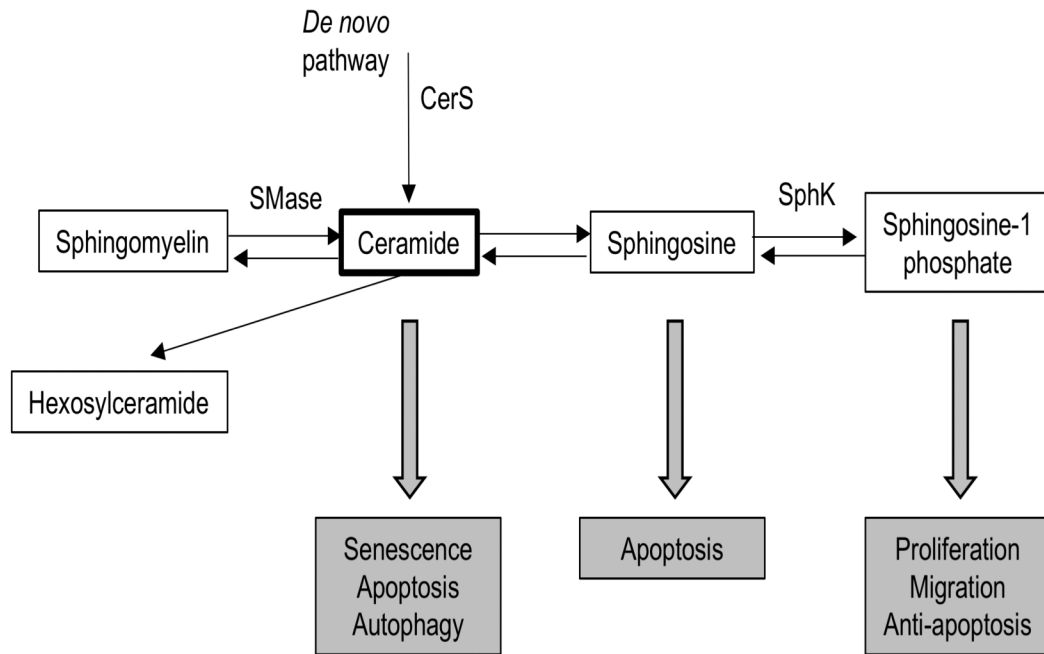 De novo
pathway
CerS
SMase
SphK
Sphingomyelin
Ceramide
Sphingosine
Sphingosine-1
phosphate
Hexosylceramide
Senescence
Apoptosis
Autophagy
Apoptosis
Proliferation
Migration
Anti-apoptosis